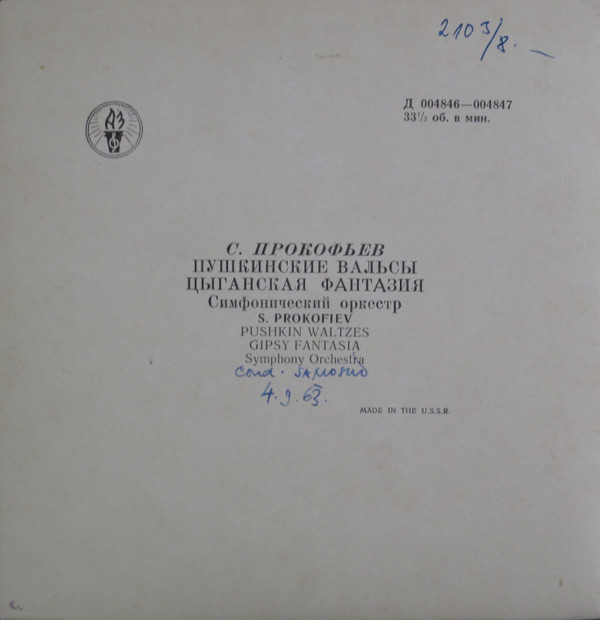 2103/8. —
АЗ
Д 004846—004847
33⅓ об. в мин.
С. ПРОКОФЬЕВ
ПУШКИНСКИЕ ВАЛЬСЫ
ЦЫГАНСКАЯ ФАНТАЗИЯ
Симфонический оркестр
S. PROKOFIEV
PUSHKIN WALTZES
GIPSY FANTASIA
Symphony Orchestra
Cond. SAMOSUD
4.9.63.
MADE IN THE U.S.S.R.